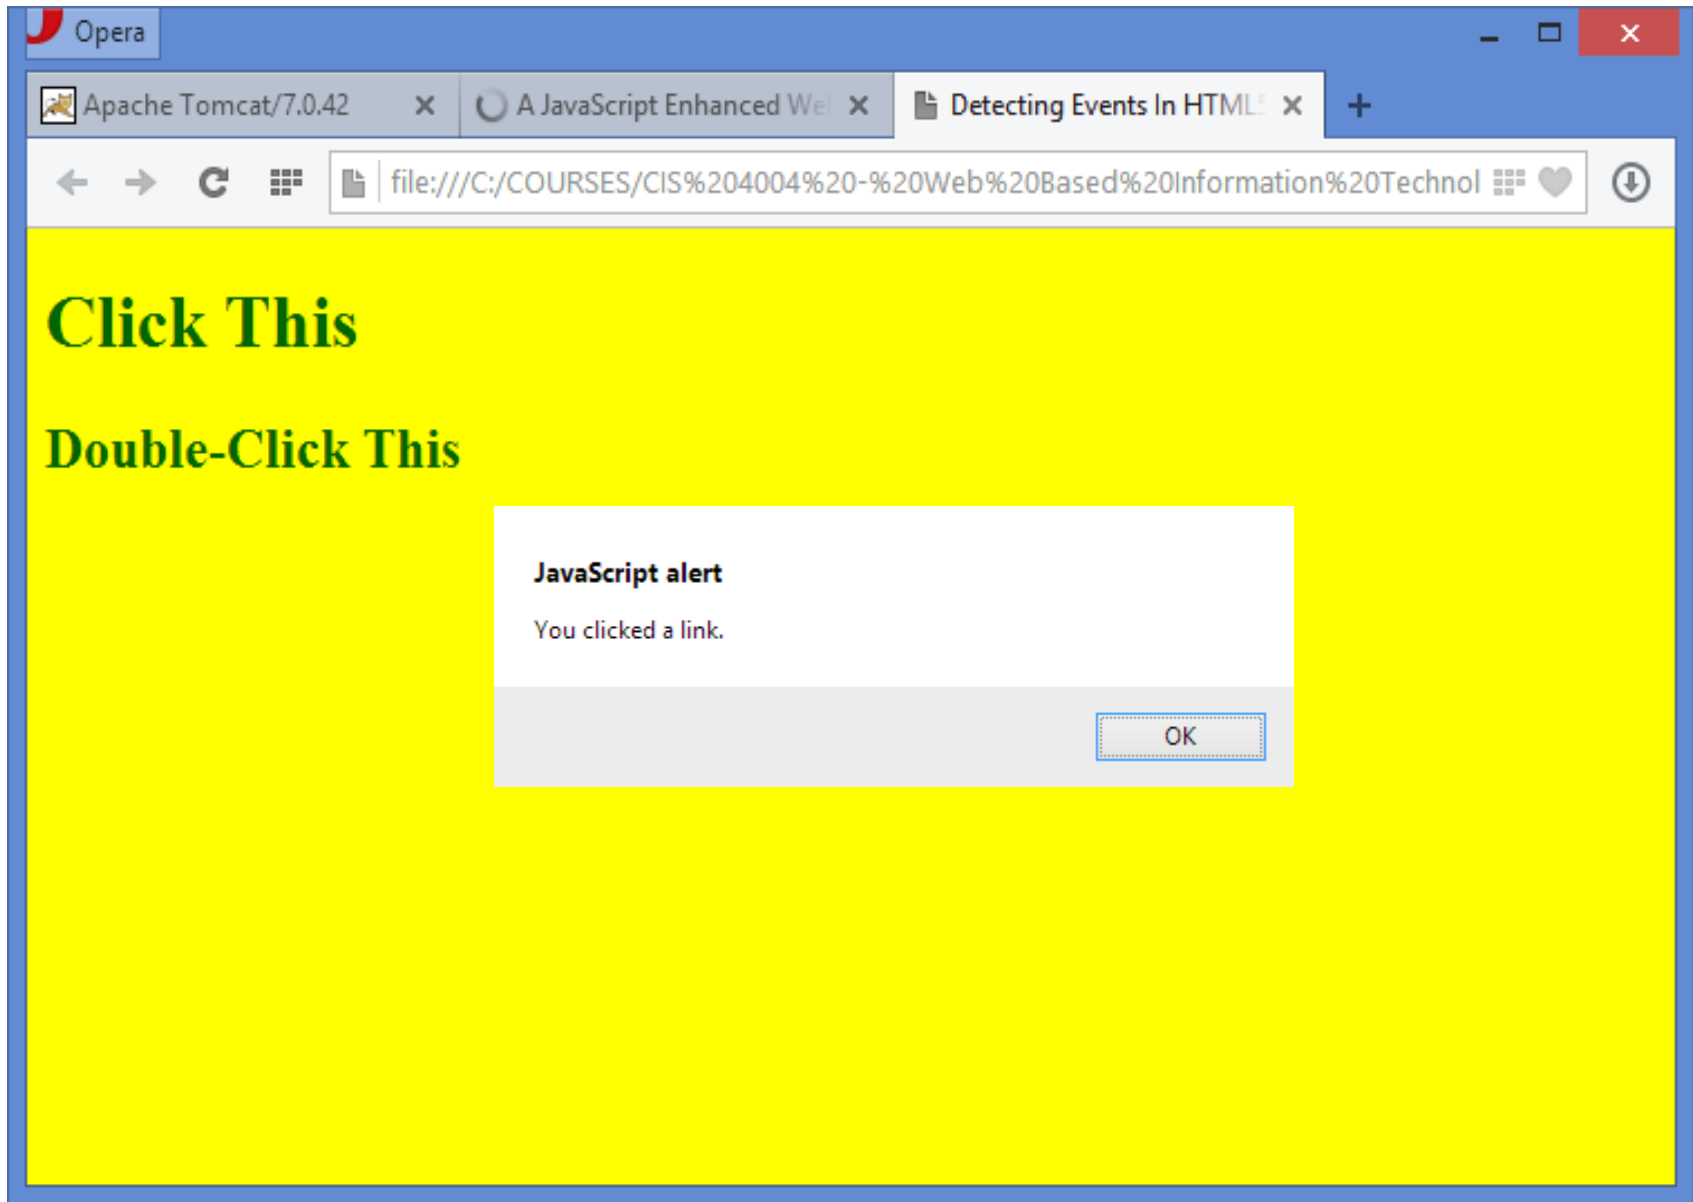 Opera
Apache Tomcat/7.0.42
A JavaScript Enhanced We
Detecting Events In HTML5
file:///C:/COURSES/CIS%204004%20-%20Web%20Based%20Information%20Technol
Click This
Double-Click This
JavaScript alert
You clicked a link.
OK